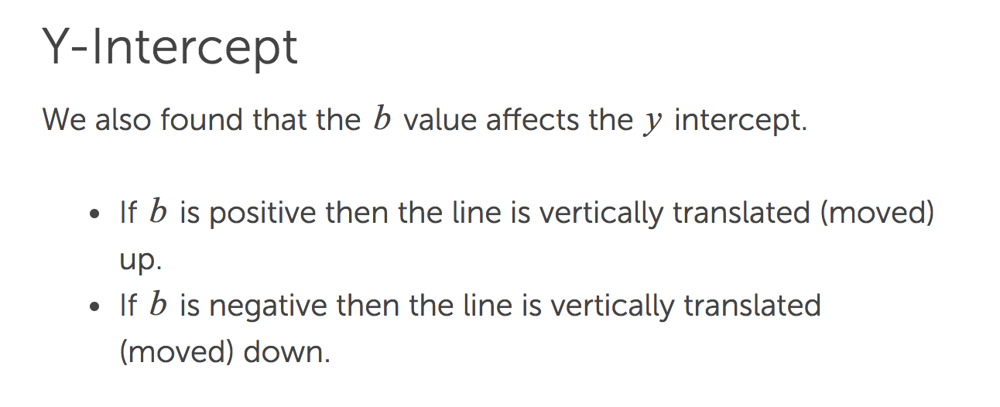 Y-Intercept
We also found that the b value affects the y intercept.
• If b is positive then the line is vertically translated (moved)
up.
• If b is negative then the line is vertically translated
(moved) down.